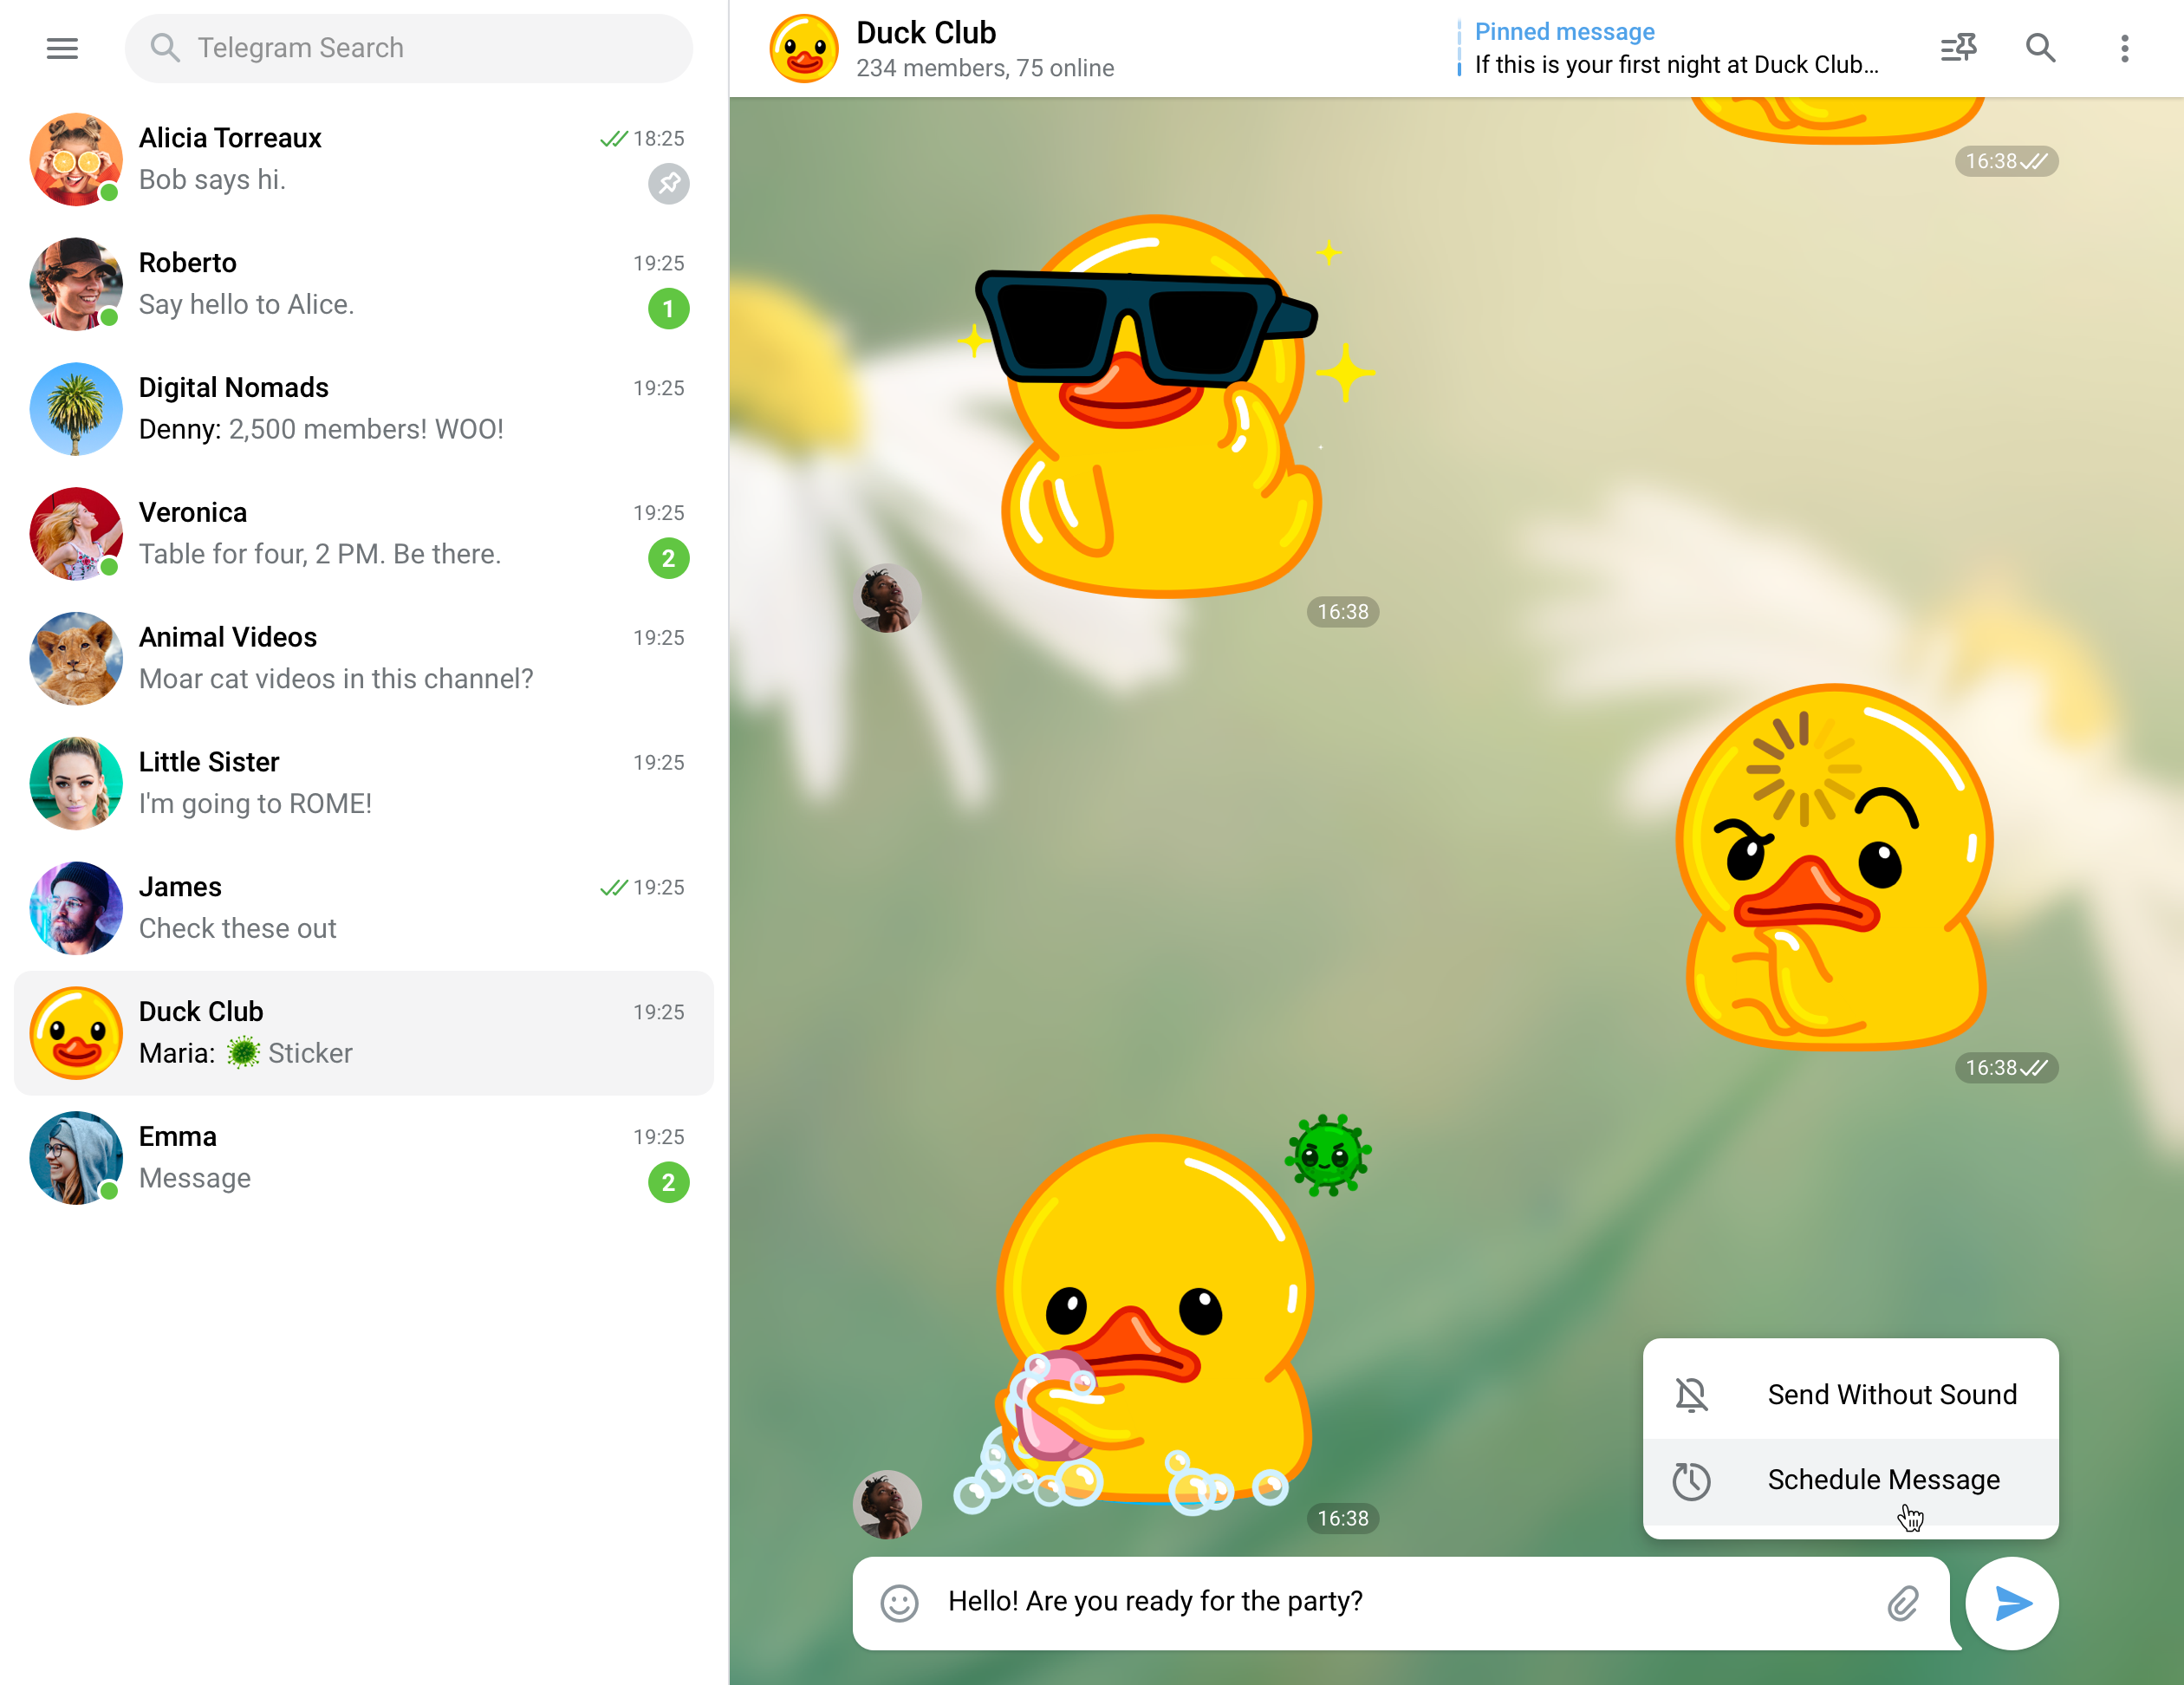 Telegram Search
Alicia Torreaux
18:25
Bob says hi.
Roberto
19:25
Say hello to Alice.
1
Digital Nomads
19:25
Denny: 2,500 members! WOO!
Veronica
19:25
Table for four, 2 PM. Be there.
2
Animal Videos
19:25
Moar cat videos in this channel?
Little Sister
19:25
I'm going to ROME!
James
19:25
Check these out
Duck Club
19:25
Maria: Sticker
Emma
19:25
Message
2
Duck Club
234 members, 75 online
Pinned message
If this is your first night at Duck Club...
16:38
16:38
16:38
16:38
Send Without Sound
Schedule Message
Hello! Are you ready for the party?